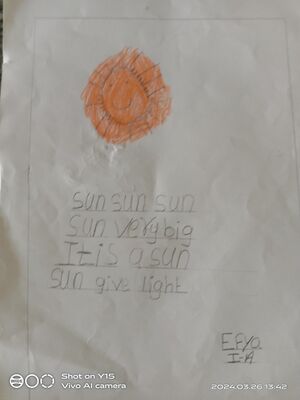 sun sun sun
sun very big
It is a sun
sun give light
I-A
Shot on Y15
Vivo AI camera
2024.03.26 13:42